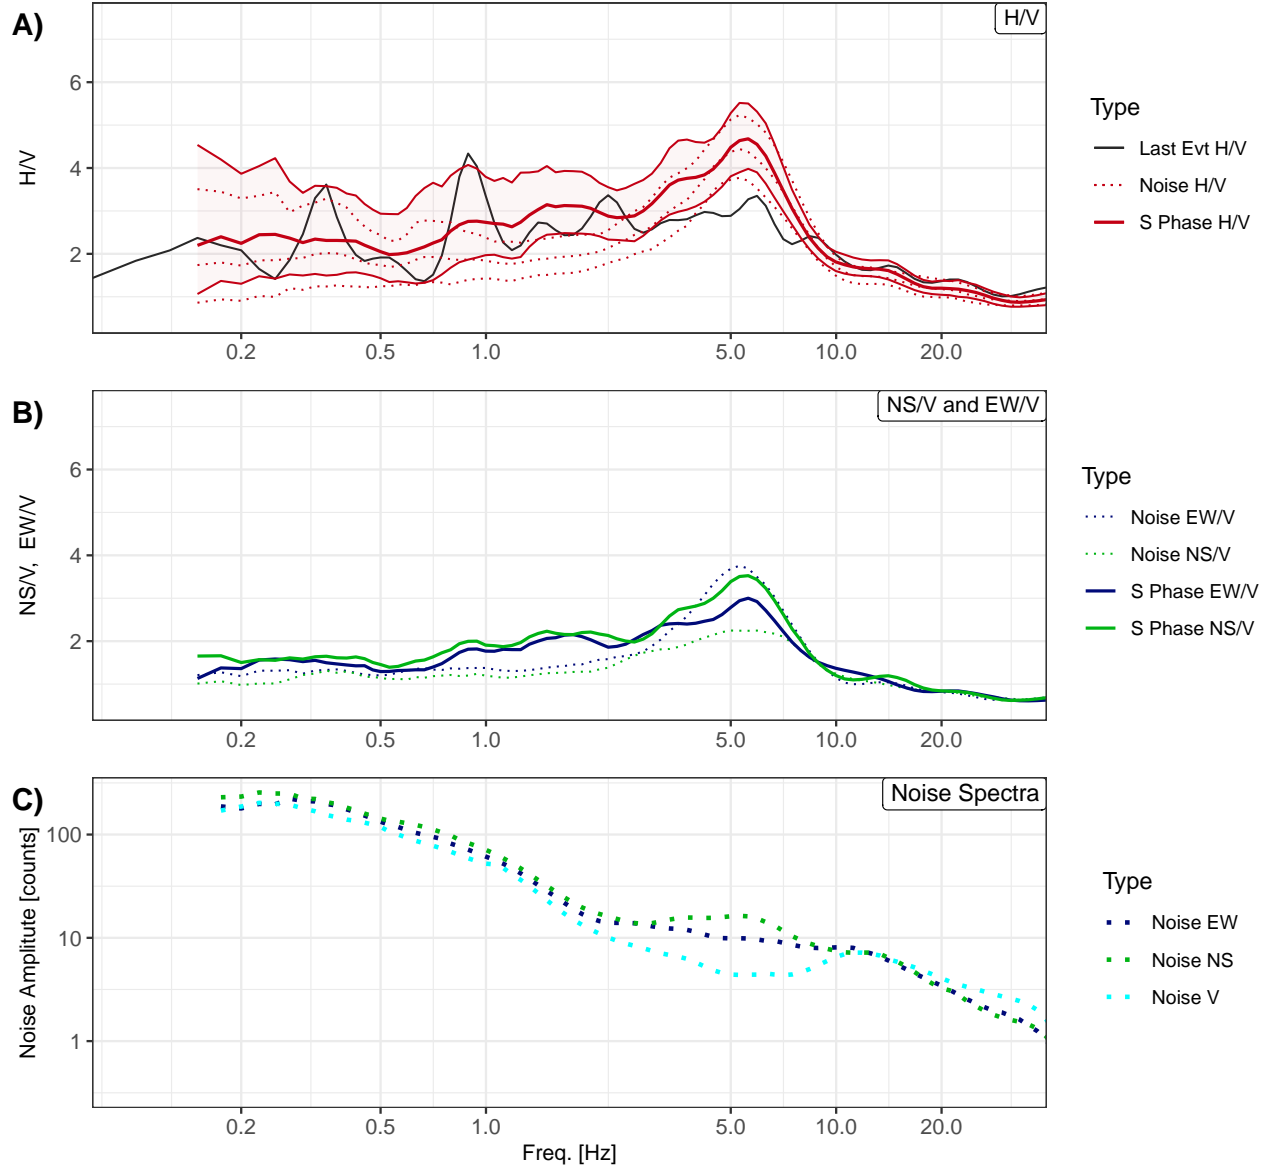 A)
H/V
6
4
2
H/V
0.2 0.5 1.0 5.0 10.0 20.0
Type
Last Evt H/V
Noise H/V
S Phase H/V
B)
NS/V and EW/V
6
4
2
NS/V, EW/V
0.2 0.5 1.0 5.0 10.0 20.0
Type
Noise EW/V
Noise NS/V
S Phase EW/V
S Phase NS/V
C)
Noise Spectra
100
10
1
Noise Amplitute [counts]
0.2 0.5 1.0 5.0 10.0 20.0
Freq. [Hz]
Type
Noise EW
Noise NS
Noise V